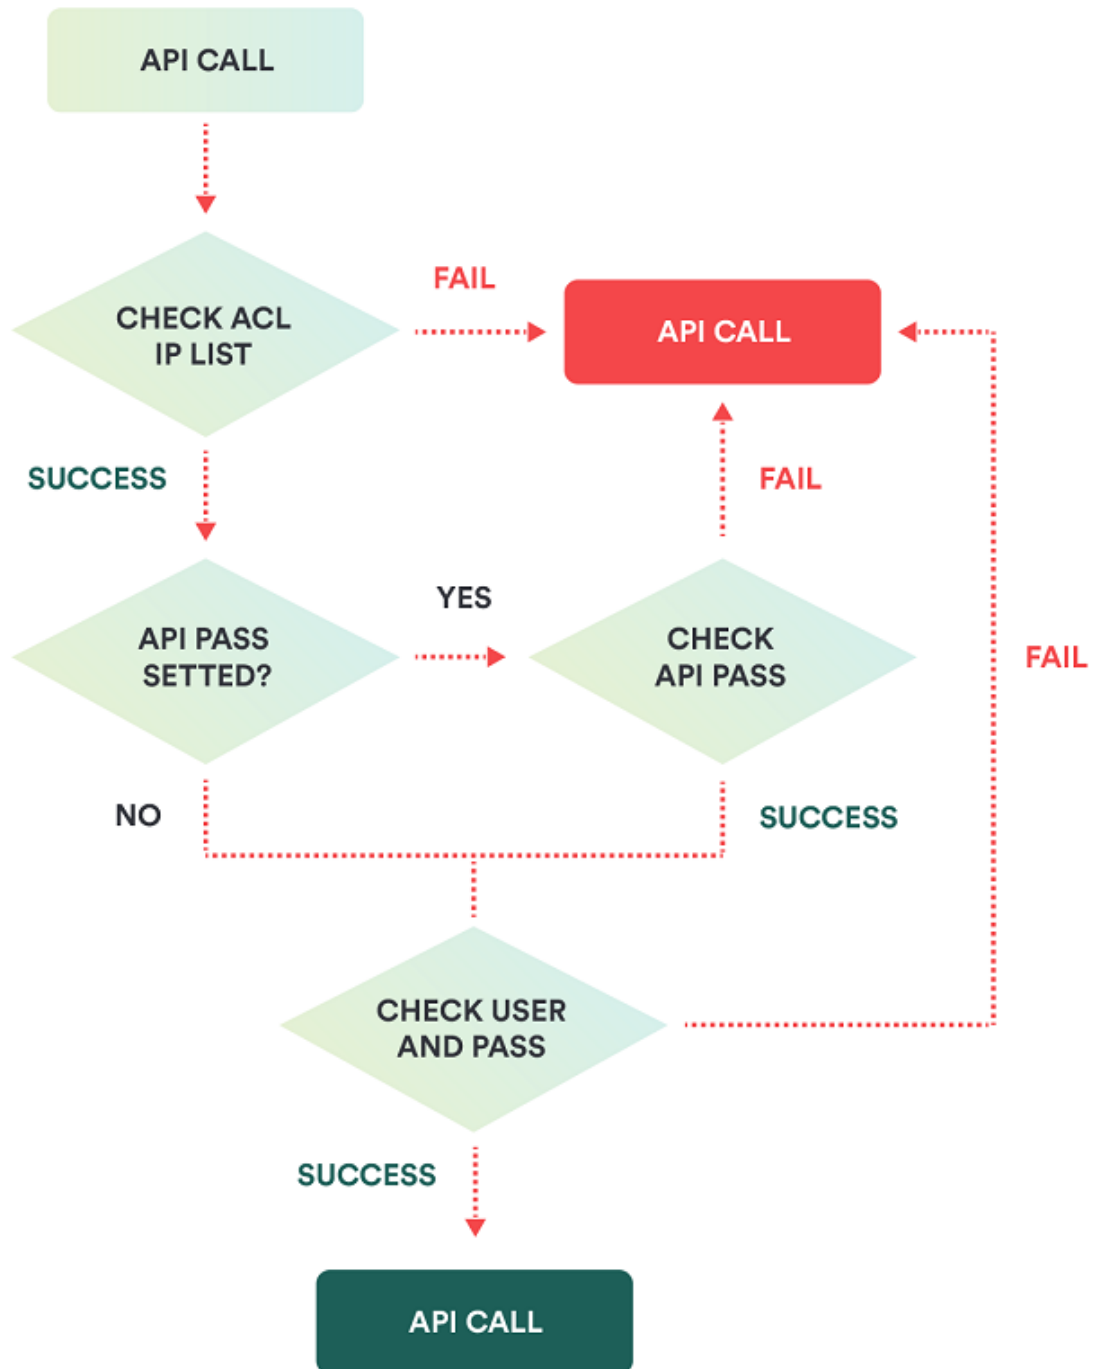 API CALL
FAIL
CHECK ACL
IP LIST
API CALL
SUCCESS
FAIL
YES
API PASS
SETTED?
CHECK
API PASS
FAIL
NO
SUCCESS
CHECK USER
AND PASS
SUCCESS
API CALL